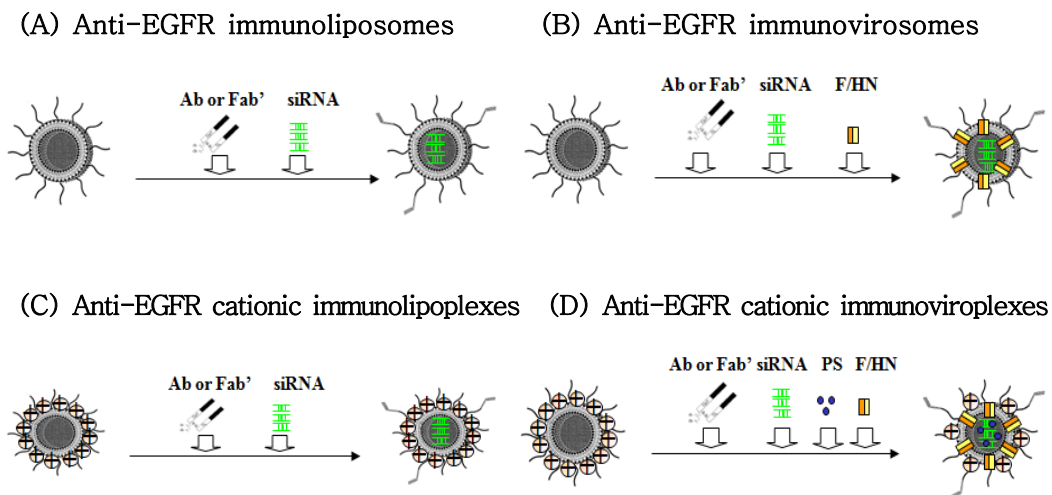 (A) Anti-EGFR immunoliposomes
Ab or Fab’ siRNA
(B) Anti-EGFR immunovirosomes
Ab or Fab’ siRNA F/HN
(C) Anti-EGFR cationic immunolipoplexes
Ab or Fab’ siRNA
(D) Anti-EGFR cationic immunoviroplexes
Ab or Fab’ siRNA PS F/HN